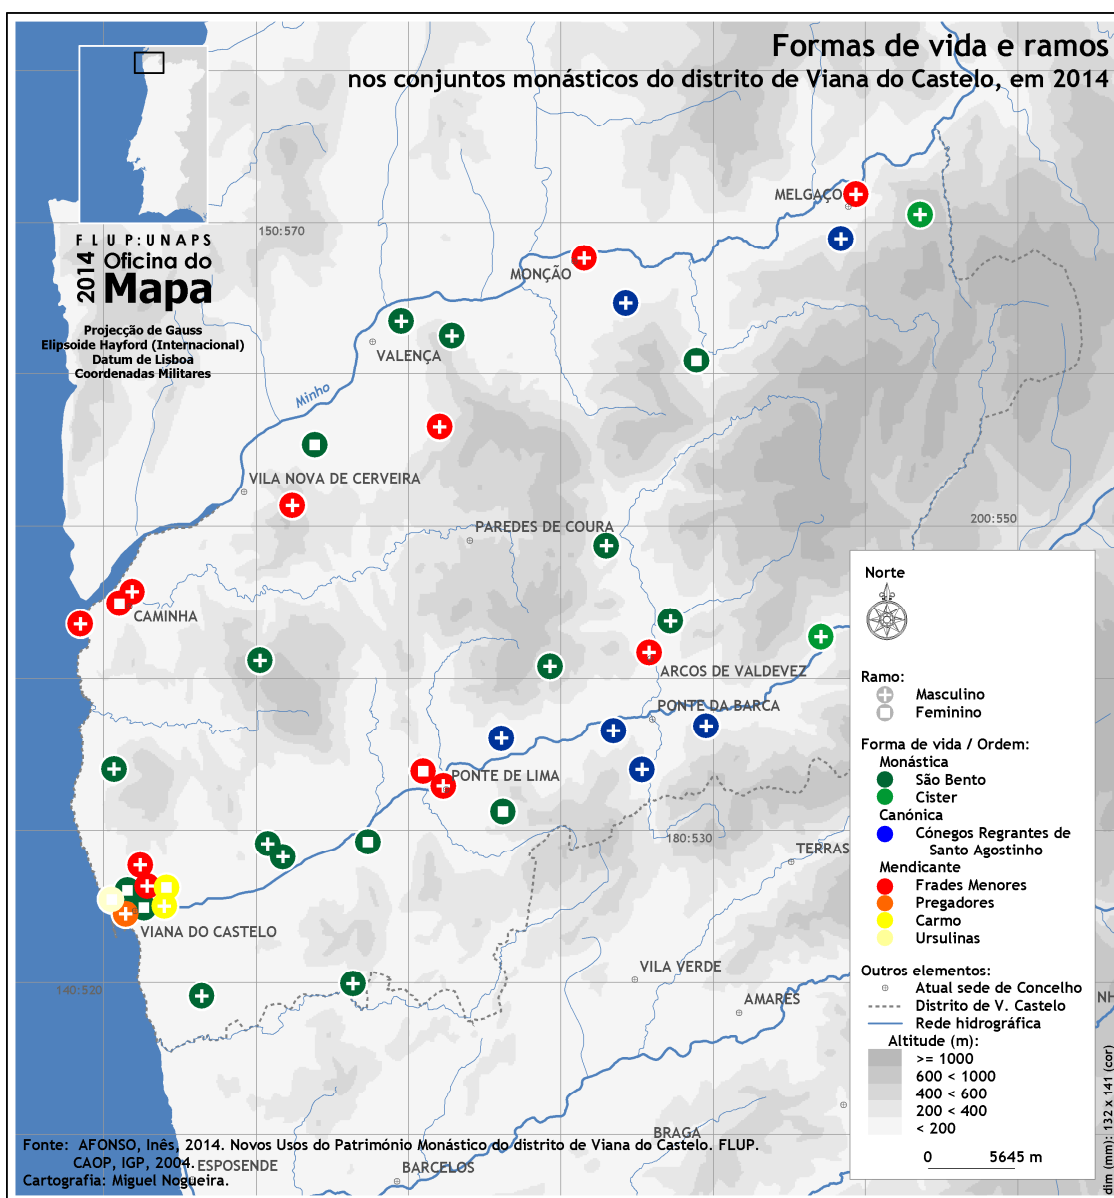 Formas de vida e ramos
nos conjuntos monásticos do distrito de Viana do Castelo, em 2014
FLUP:UNAPS
2014 Oficina do
Mapa
Projecção de Gauss
Elipsoide Hayford (Internacional)
Datum de Lisboa
Coordenadas Militares
150:570
MELGAÇO
MONÇÃO
VALENÇA
Minho
VILA NOVA DE CERVEIRA
PAREDES DE COURA
200:550
CAMINHA
ARCOS DE VALDEVEZ
PONTE DA BARCA
PONTE DE LIMA
180:530
TERRAS
VIANA DO CASTELO
VILA VERDE
140:520
AMARES
NH
BRAGA
ESPOSENDE
BARCELOS
Norte
Ramo:
Masculino
Feminino
Forma de vida / Ordem:
Monástica
São Bento
Cister
Canónica
Cónegos Regrantes de
Santo Agostinho
Mendicante
Frades Menores
Pregadores
Carmo
Ursulinas
Outros elementos:
Atual sede de Concelho
Distrito de V. Castelo
Rede hidrográfica
Altitude (m):
>= 1000
600 < 1000
400 < 600
200 < 400
< 200
0 5645 m
dim (mm): 132 x 141 (cor)
Fonte: AFONSO, Inês, 2014. Novos Usos do Património Monástico do distrito de Viana do Castelo. FLUP.
CAOP, IGP, 2004.
Cartografia: Miguel Nogueira.